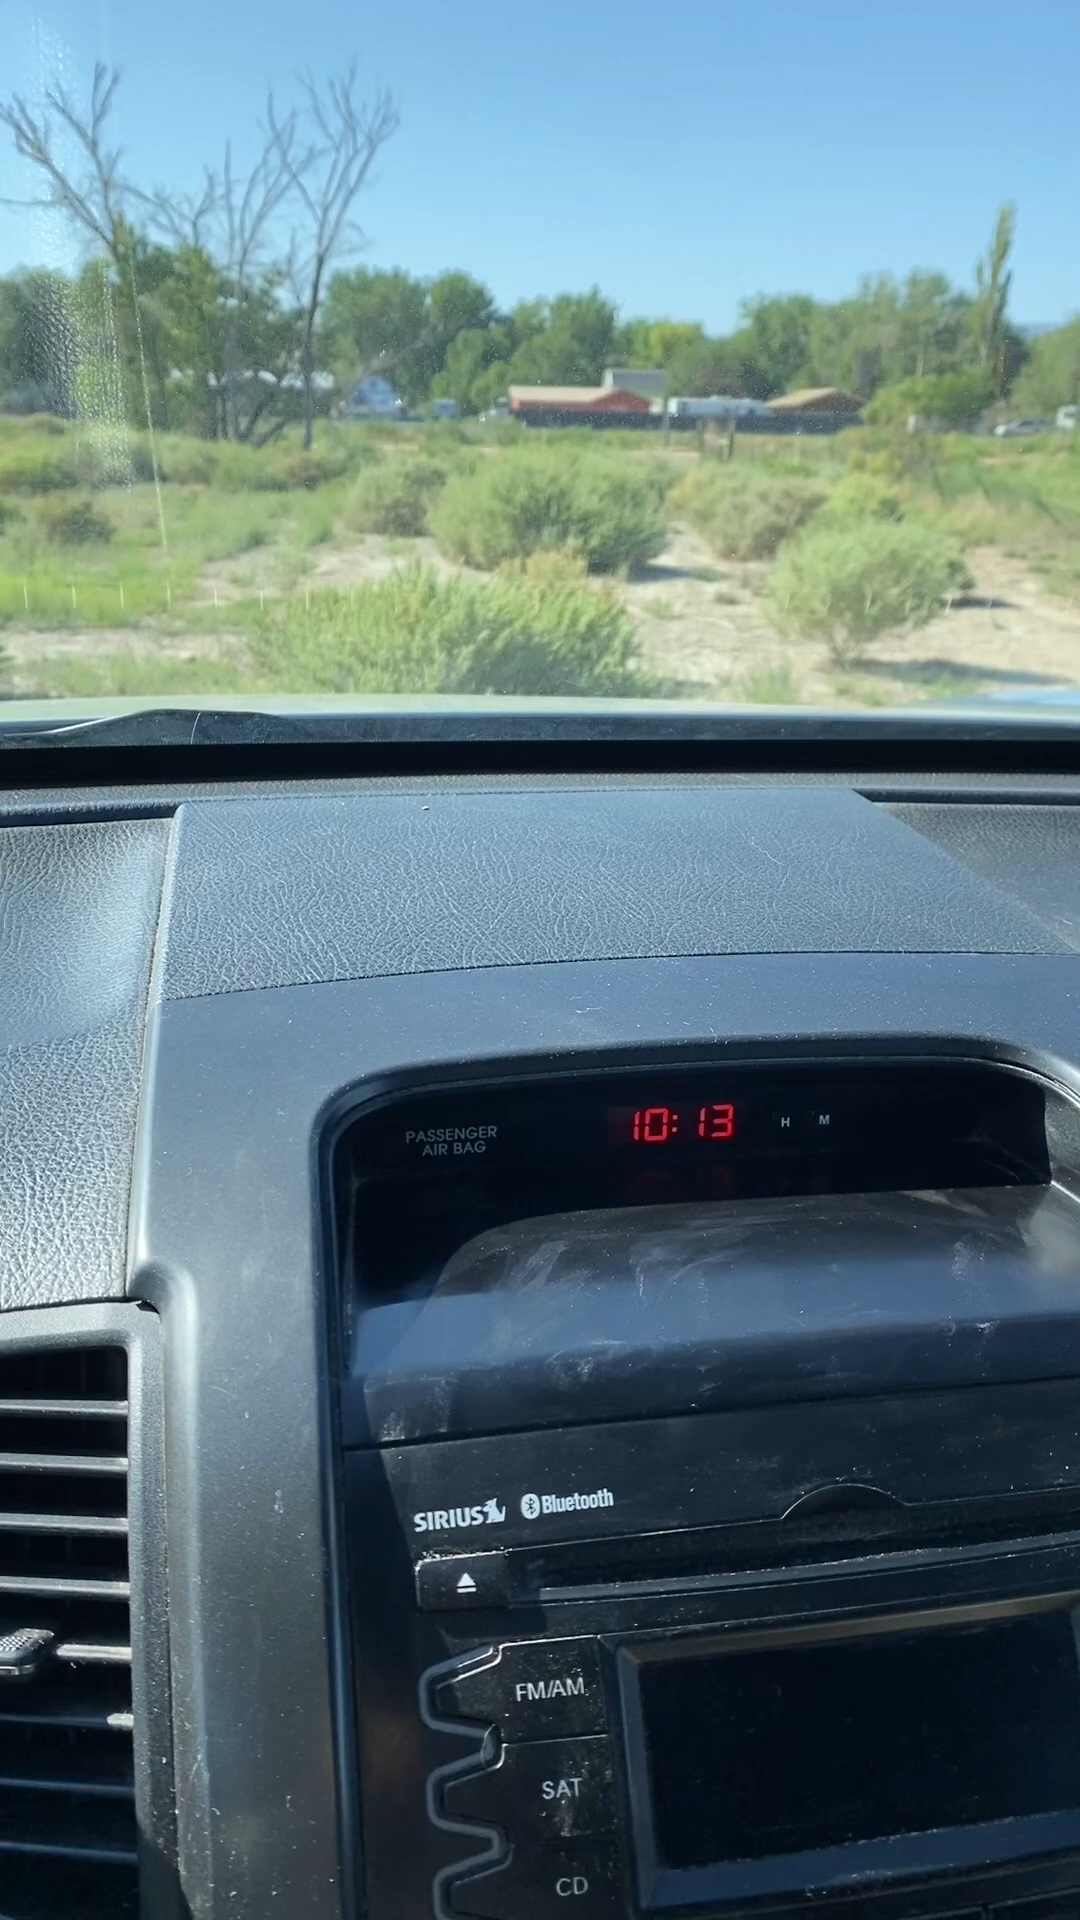 PASSENGER
AIR BAG
10:13 H M
SIRIUS Bluetooth
FM/AM
SAT
CD